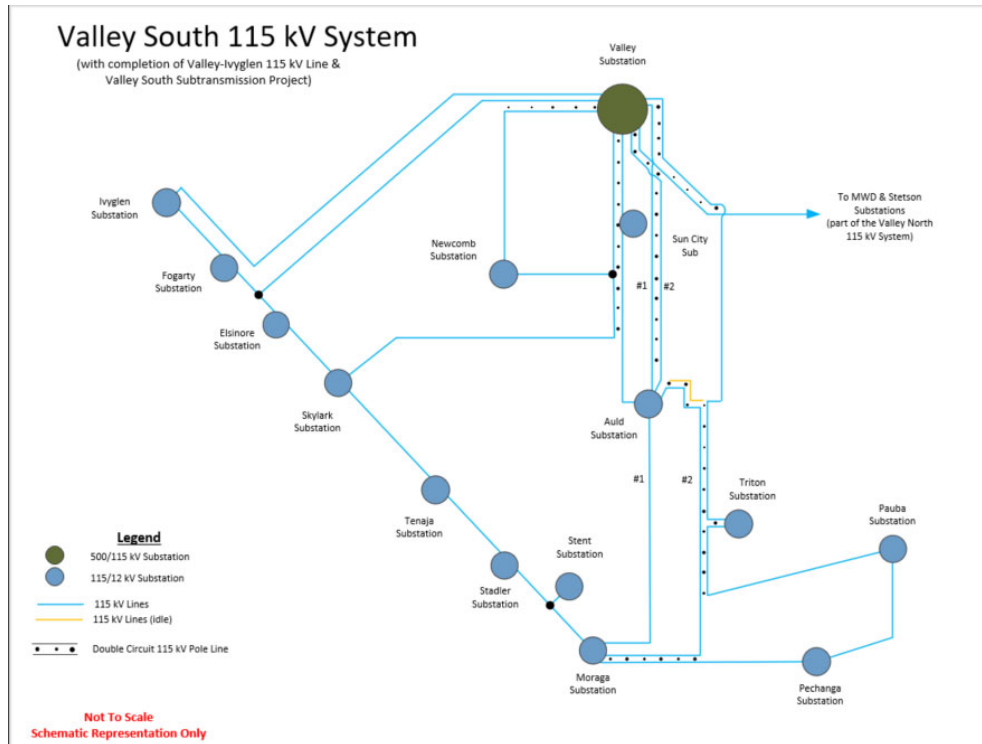 Valley South 115 kV System
(with completion of Valley-Ivyglen 115 kV Line &
Valley South Subtransmission Project)
Valley
Substation
Ivyglen
Substation
To MWD & Stetson
Substations
(part of the Valley North
115 kV System)
Newcomb
Substation
Sun City
Sub
Fogarty
Substation
#1
#2
Elsinore
Substation
Skylark
Substation
Auld
Substation
#1
#2
Triton
Substation
Pauba
Substation
Tenaja
Substation
Stent
Substation
Stadler
Substation
Moraga
Substation
Pechanga
Substation
Legend
500/115 kV Substation
115/12 kV Substation
115 kV Lines
115 kV Lines (idle)
Double Circuit 115 kV Pole Line
Not To Scale
Schematic Representation Only